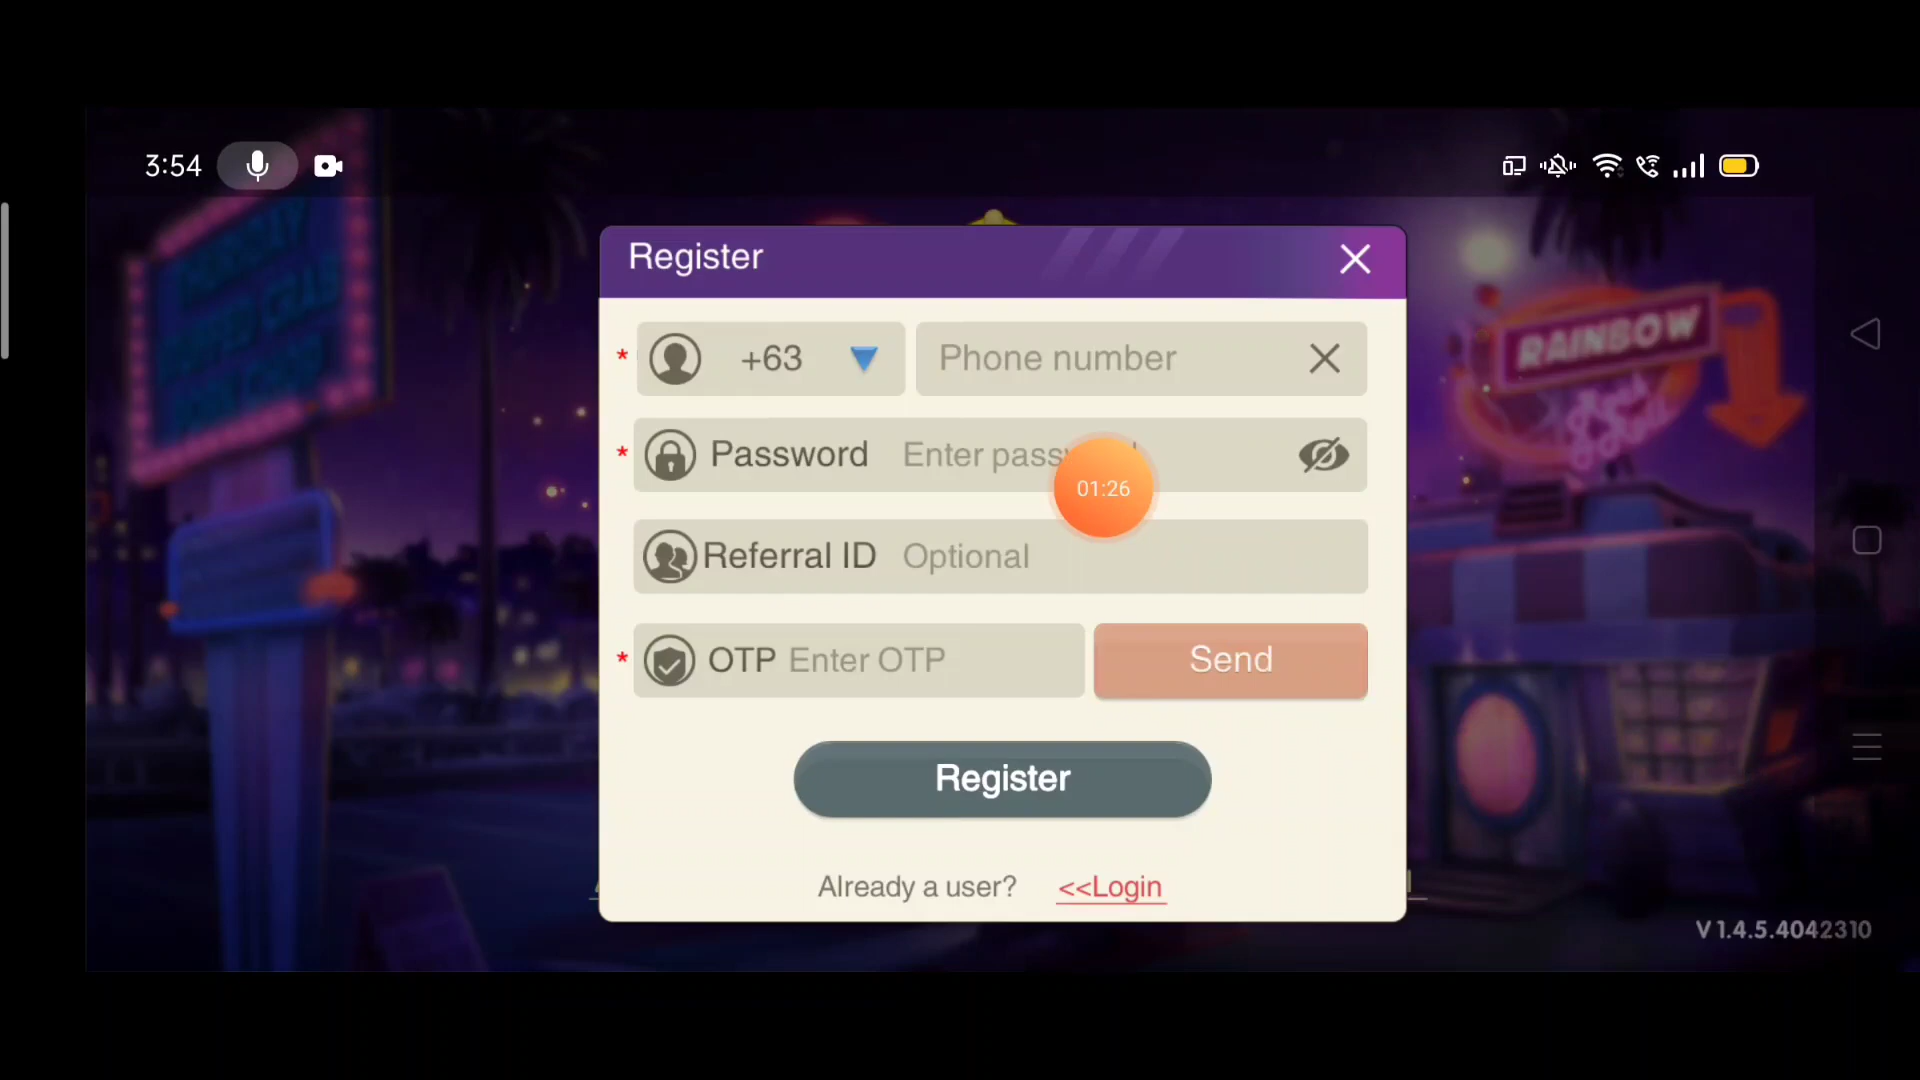 3:54
Register
* +63 Phone number
* Password Enter pass
01:26
Referral ID Optional
* OTP Enter OTP Send
Register
Already a user? <<Login
RAINBOW
V 1.4.5.4042310